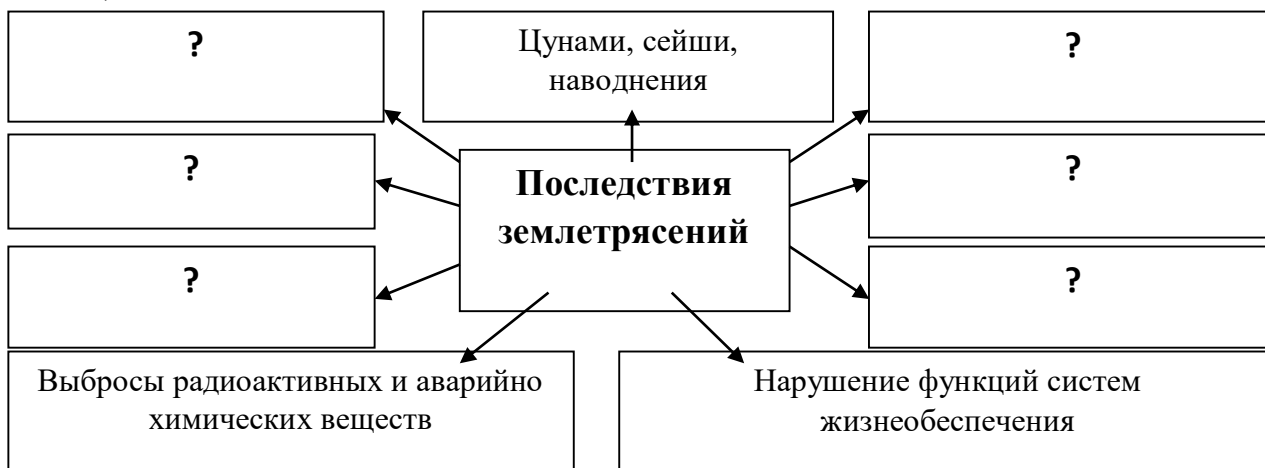 ?
Цунами, сейши,
наводнения
?
?
Последствия
землетрясений
?
?
?
Выбросы радиоактивных и аварийно
химических веществ
Нарушение функций систем
жизнеобеспечения